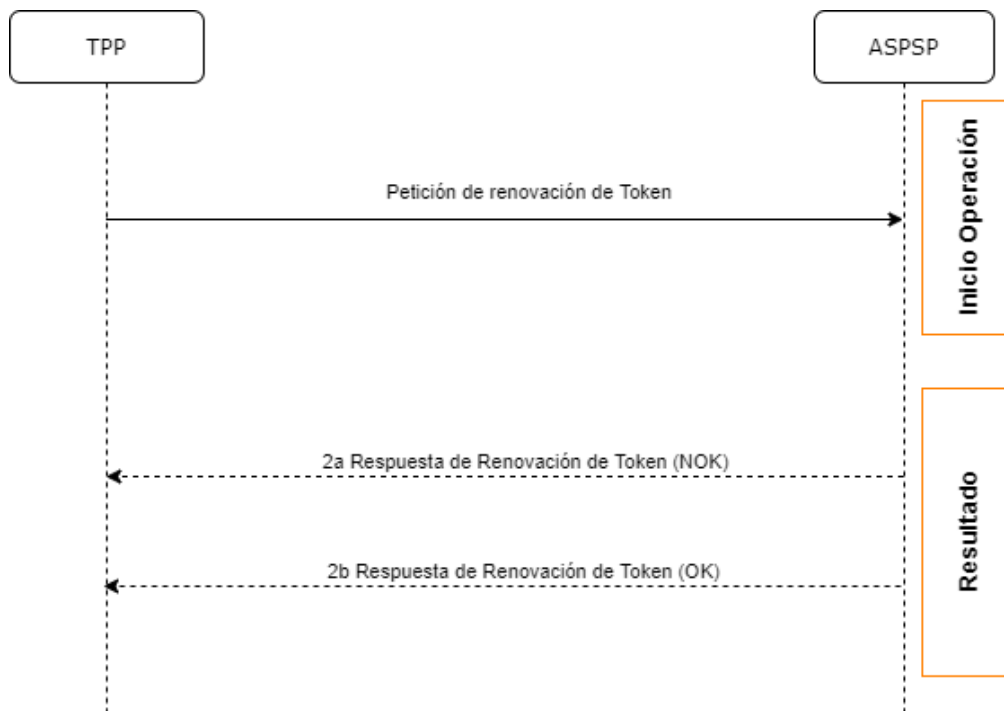 TPP
ASPSP
Petición de renovación de Token
Inicio Operación
2a Respuesta de Renovación de Token (NOK)
2b Respuesta de Renovación de Token (OK)
Resultado